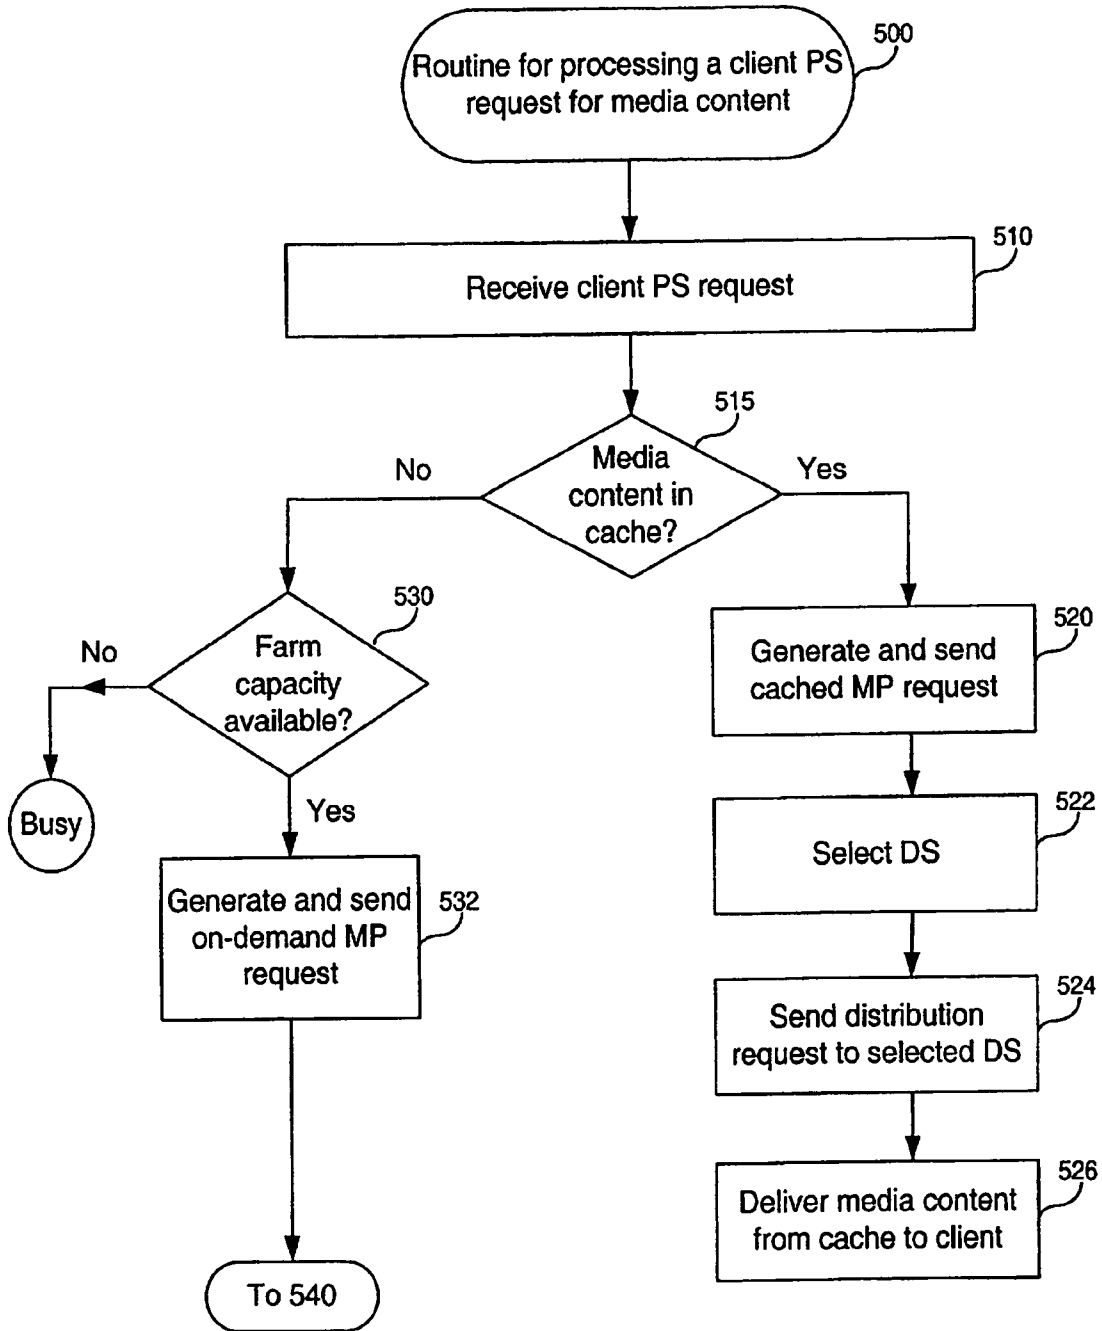 Routine for processing a client PS
request for media content
500
510
Receive client PS request
515
Media
content in
cache?
No
Yes
530
Farm
capacity
available?
No
Busy
Yes
Generate and send
on-demand MP
request
532
To 540
520
Generate and send
cached MP request
522
Select DS
524
Send distribution
request to selected DS
526
Deliver media content
from cache to client